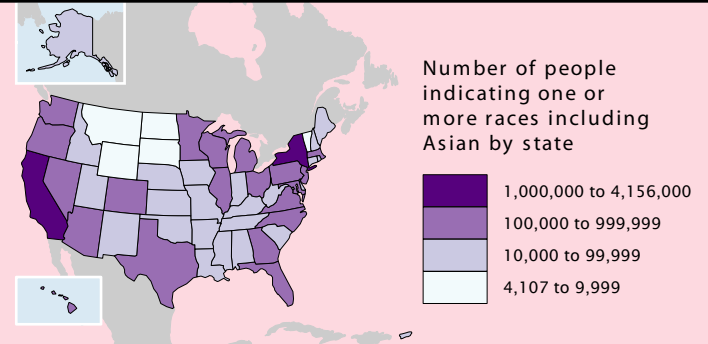 Number of people
indicating one or
more races including
Asian by state
1,000,000 to 4,156,000
100,000 to 999,999
10,000 to 99,999
4,107 to 9,999